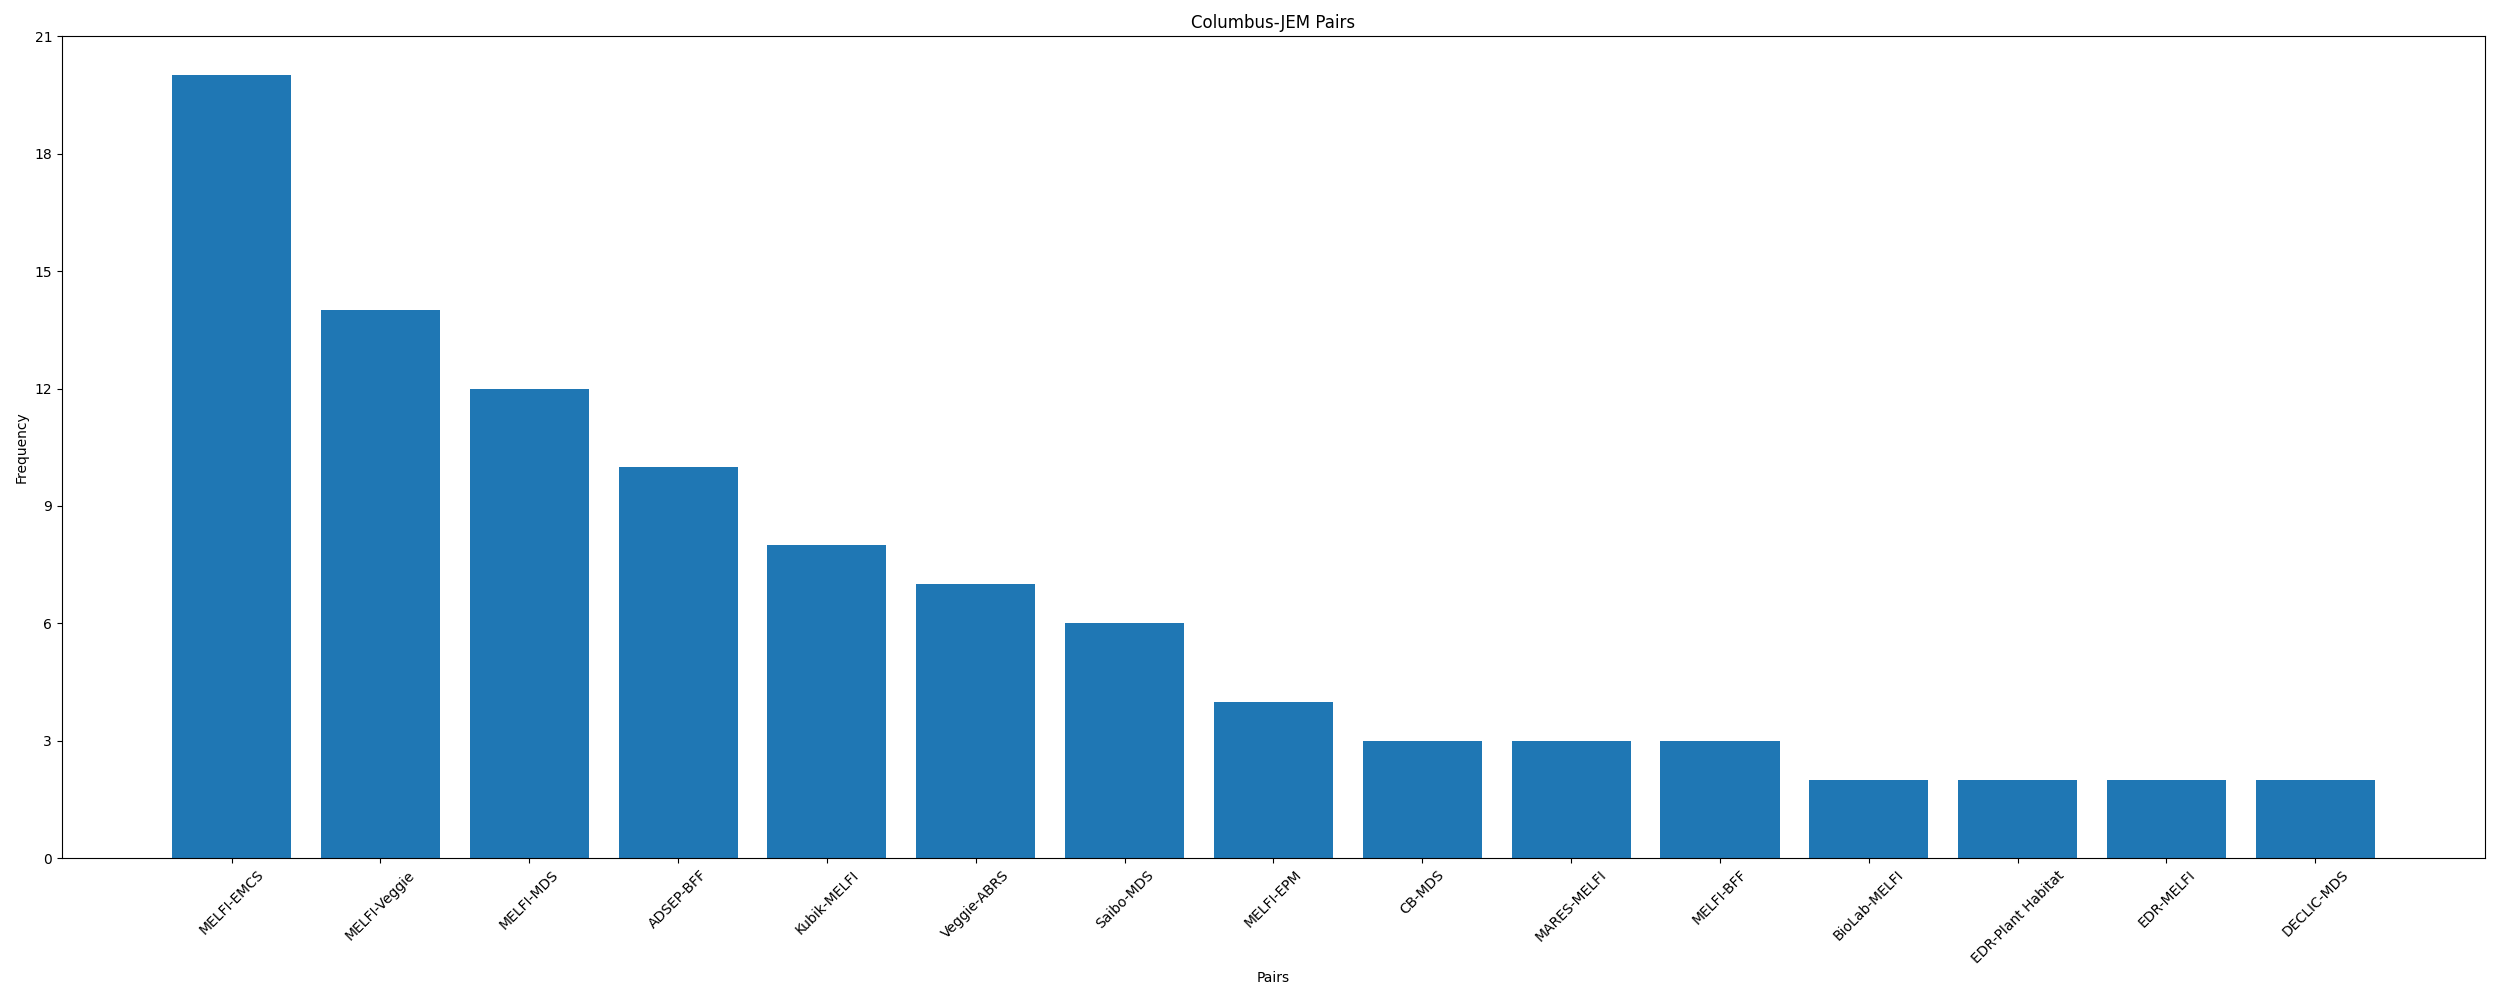 Columbus-JEM Pairs
21
18
15
12
9
6
3
0
Frequency
MELFI-EMCS
MELFI-Veggie
MELFI-MDS
ADSEP-BFF
Kubik-MELFI
Veggie-ABRS
Saibo-MDS
MELFI-EPM
CB-MDS
MARES-MELFI
MELFI-BFF
BioLab-MELFI
EDR-Plant Habitat
EDR-MELFI
DECLIC-MDS
Pairs